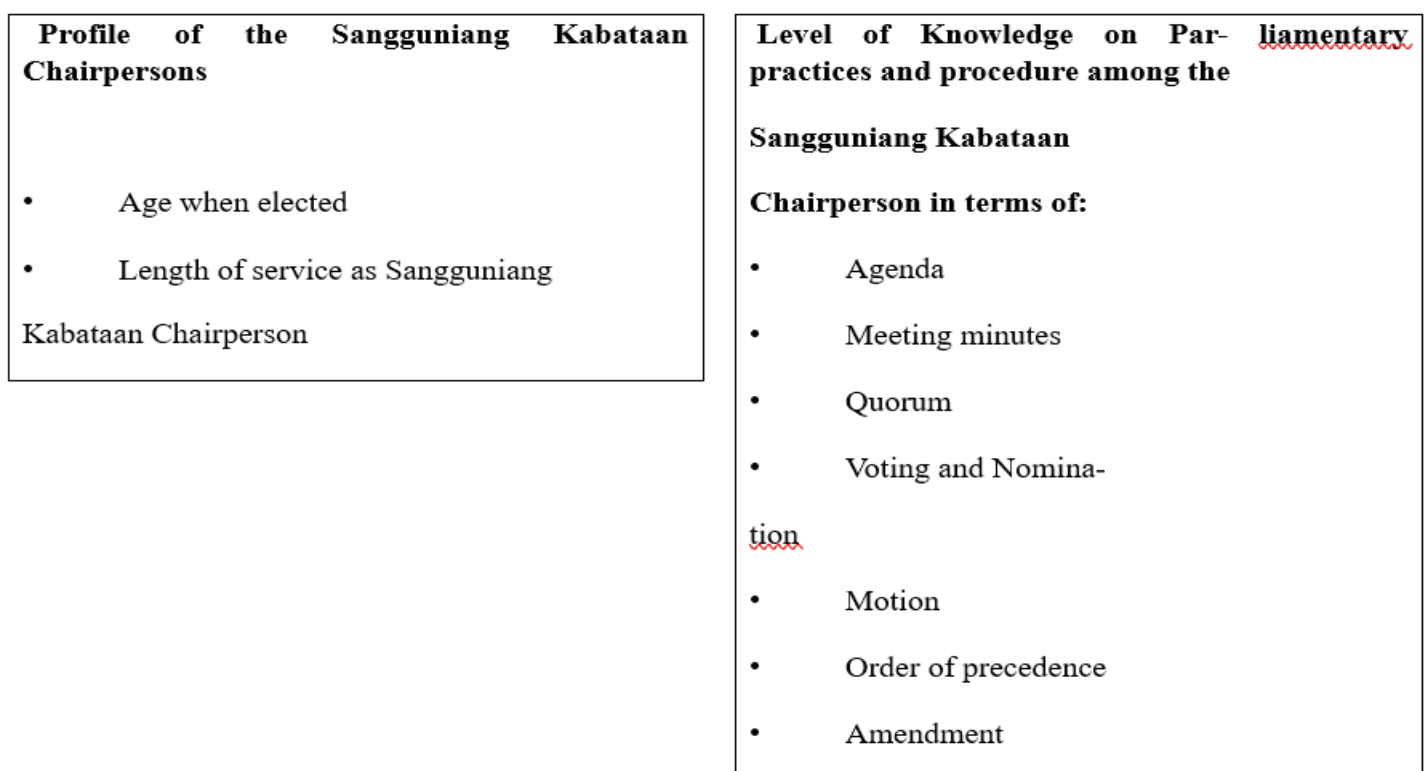 Profile of the Sangguniang Kabataan
Chairpersons
• Age when elected
• Length of service as Sangguniang
Kabataan Chairperson
Level of Knowledge on Par- liamentary
practices and procedure among the
Sangguniang Kabataan
Chairperson in terms of:
• Agenda
• Meeting minutes
• Quorum
• Voting and Nomina-
tion
• Motion
• Order of precedence
• Amendment